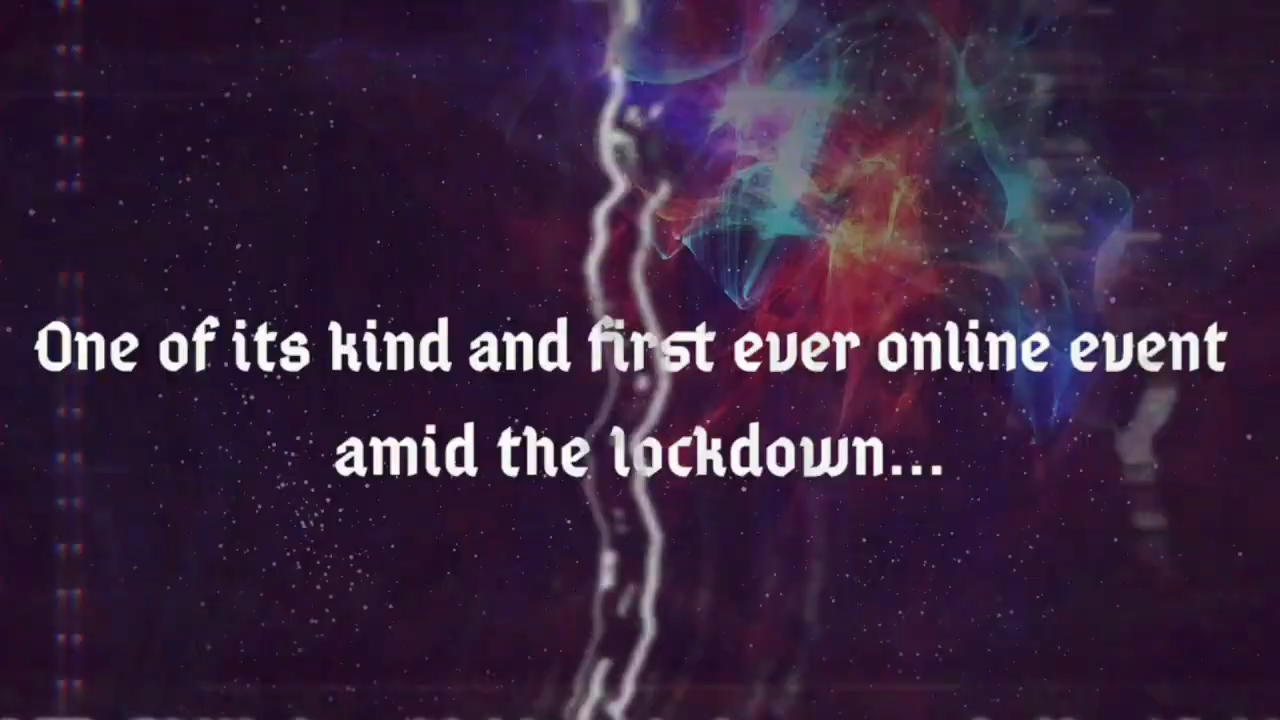 One of its kind and first ever online event
amid the lockdown...